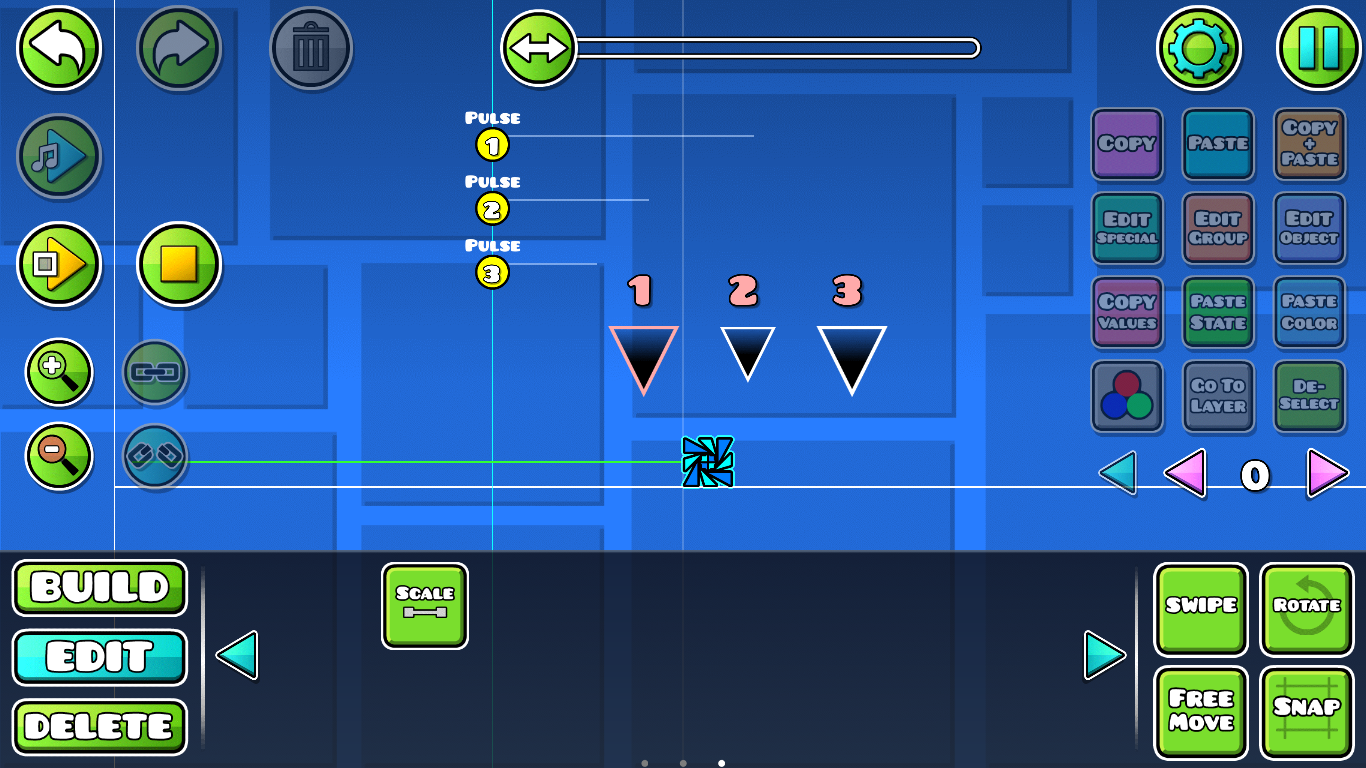 PULSE
1
PULSE
2
PULSE
3
1 2 3
COPY
PASTE
COPY
+
PASTE
EDIT
SPECIAL
EDIT
GROUP
EDIT
OBJECT
COPY
VALUES
PASTE
STATE
PASTE
COLOR
GO TO
LAYER
DE-
SELECT
0
BUILD
EDIT
DELETE
SCALE
SWIPE
ROTATE
FREE
MOVE
SNAP